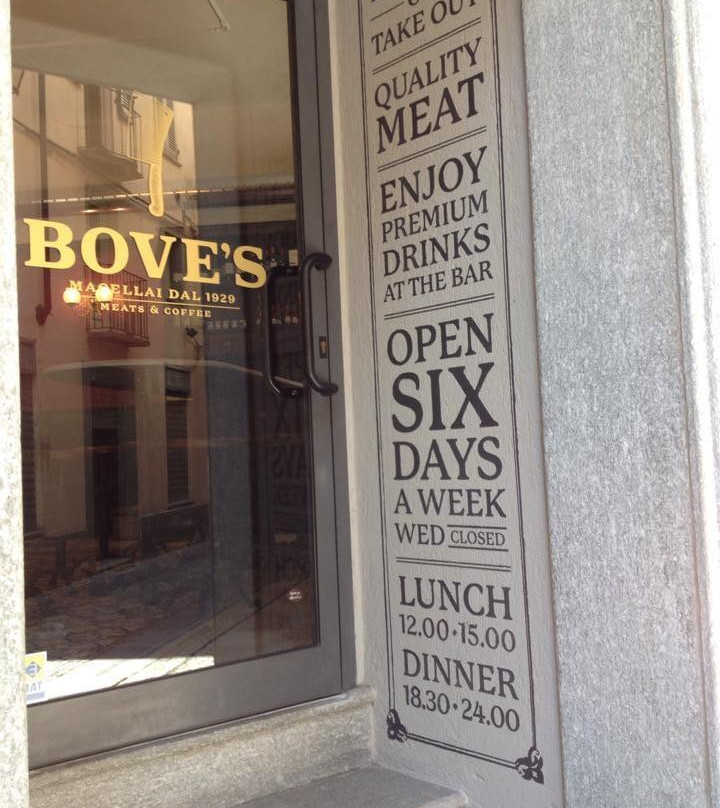 BOVE'S
MACELLAI DAL 1929
MEATS & COFFEE
TAKE OUT
QUALITY
MEAT
ENJOY
PREMIUM
DRINKS
AT THE BAR
OPEN
SIX
DAYS
A WEEK
WED CLOSED
LUNCH
12.00•15.00
DINNER
18.30•24.00